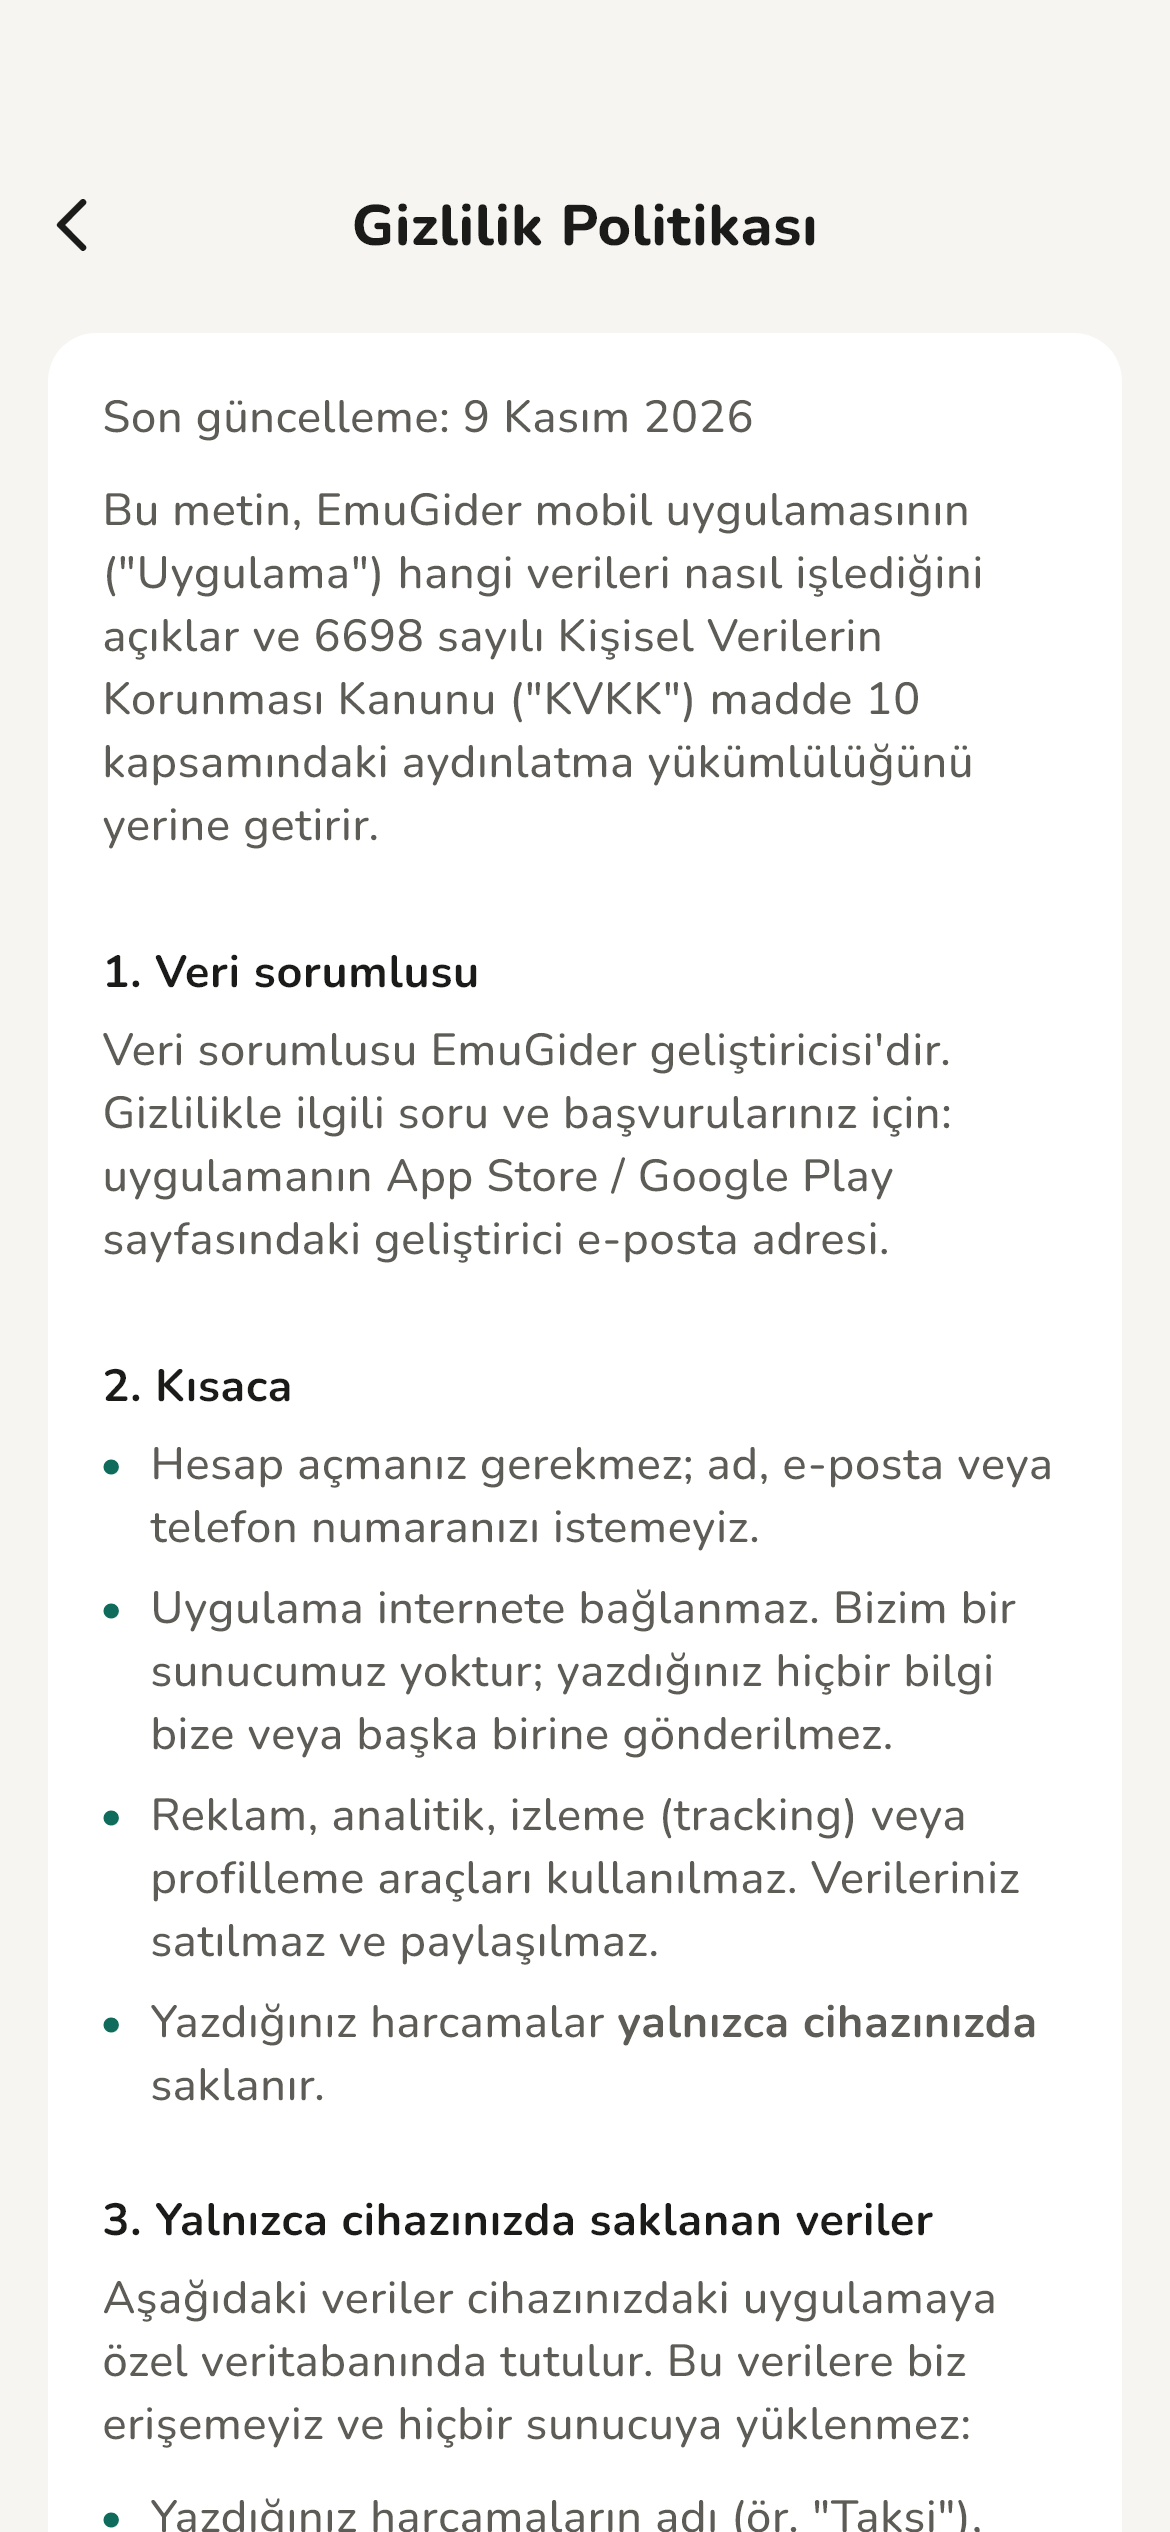 Gizlilik Politikası
Son güncelleme: 9 Kasım 2026
Bu metin, EmuGider mobil uygulamasının
("Uygulama") hangi verileri nasıl işlediğini
açıklar ve 6698 sayılı Kişisel Verilerin
Korunması Kanunu ("KVKK") madde 10
kapsamındaki aydınlatma yükümlülüğünü
yerine getirir.
1. Veri sorumlusu
Veri sorumlusu EmuGider geliştiricisi'dir.
Gizlilikle ilgili soru ve başvurularınız için:
uygulamanın App Store / Google Play
sayfasındaki geliştirici e-posta adresi.
2. Kısaca
• Hesap açmanız gerekmez; ad, e-posta veya
telefon numaranızı istemeyiz.
• Uygulama internete bağlanmaz. Bizim bir
sunucumuz yoktur; yazdığınız hiçbir bilgi
bize veya başka birine gönderilmez.
• Reklam, analitik, izleme (tracking) veya
profilleme araçları kullanılmaz. Verileriniz
satılmaz ve paylaşılmaz.
• Yazdığınız harcamalar yalnızca cihazınızda
saklanır.
3. Yalnızca cihazınızda saklanan veriler
Aşağıdaki veriler cihazınızdaki uygulamaya
özel veritabanında tutulur. Bu verilere biz
erişemeyiz ve hiçbir sunucuya yüklenmez:
• Yazdığınız harcamaların adı (ör. "Taksi"),